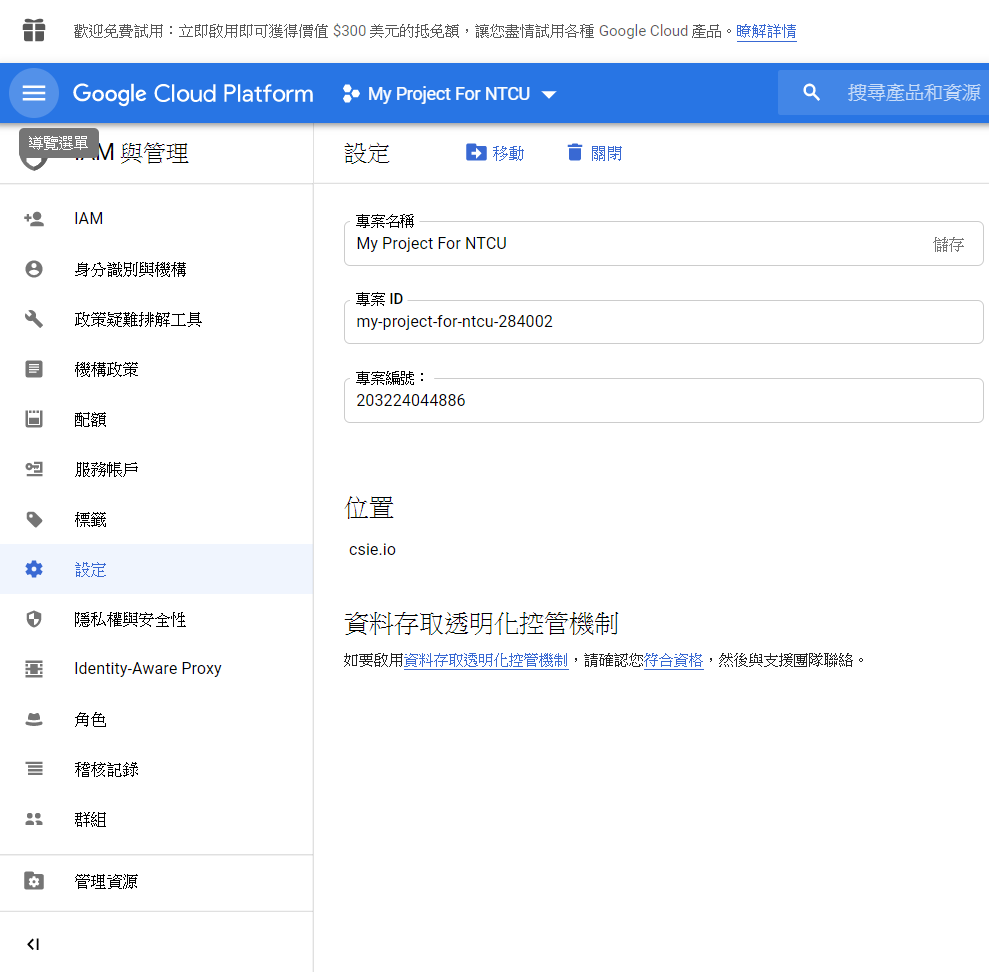 歡迎免費試用：立即啟用即可獲得價值 $300 美元的抵免額，讓您盡情試用各種 Google Cloud 產品。瞭解詳情
Google Cloud Platform
My Project For NTCU
搜尋產品和資源
導覽選單
IAM 與管理
設定
移動
關閉
IAM
身分識別與機構
政策疑難排解工具
機構政策
配額
服務帳戶
標籤
設定
隱私權與安全性
Identity-Aware Proxy
角色
稽核記錄
群組
管理資源
專案名稱
My Project For NTCU
儲存
專案 ID
my-project-for-ntcu-284002
專案編號：
203224044886
位置
csie.io
資料存取透明化控管機制
如要啟用資料存取透明化控管機制，請確認您符合資格，然後與支援團隊聯絡。